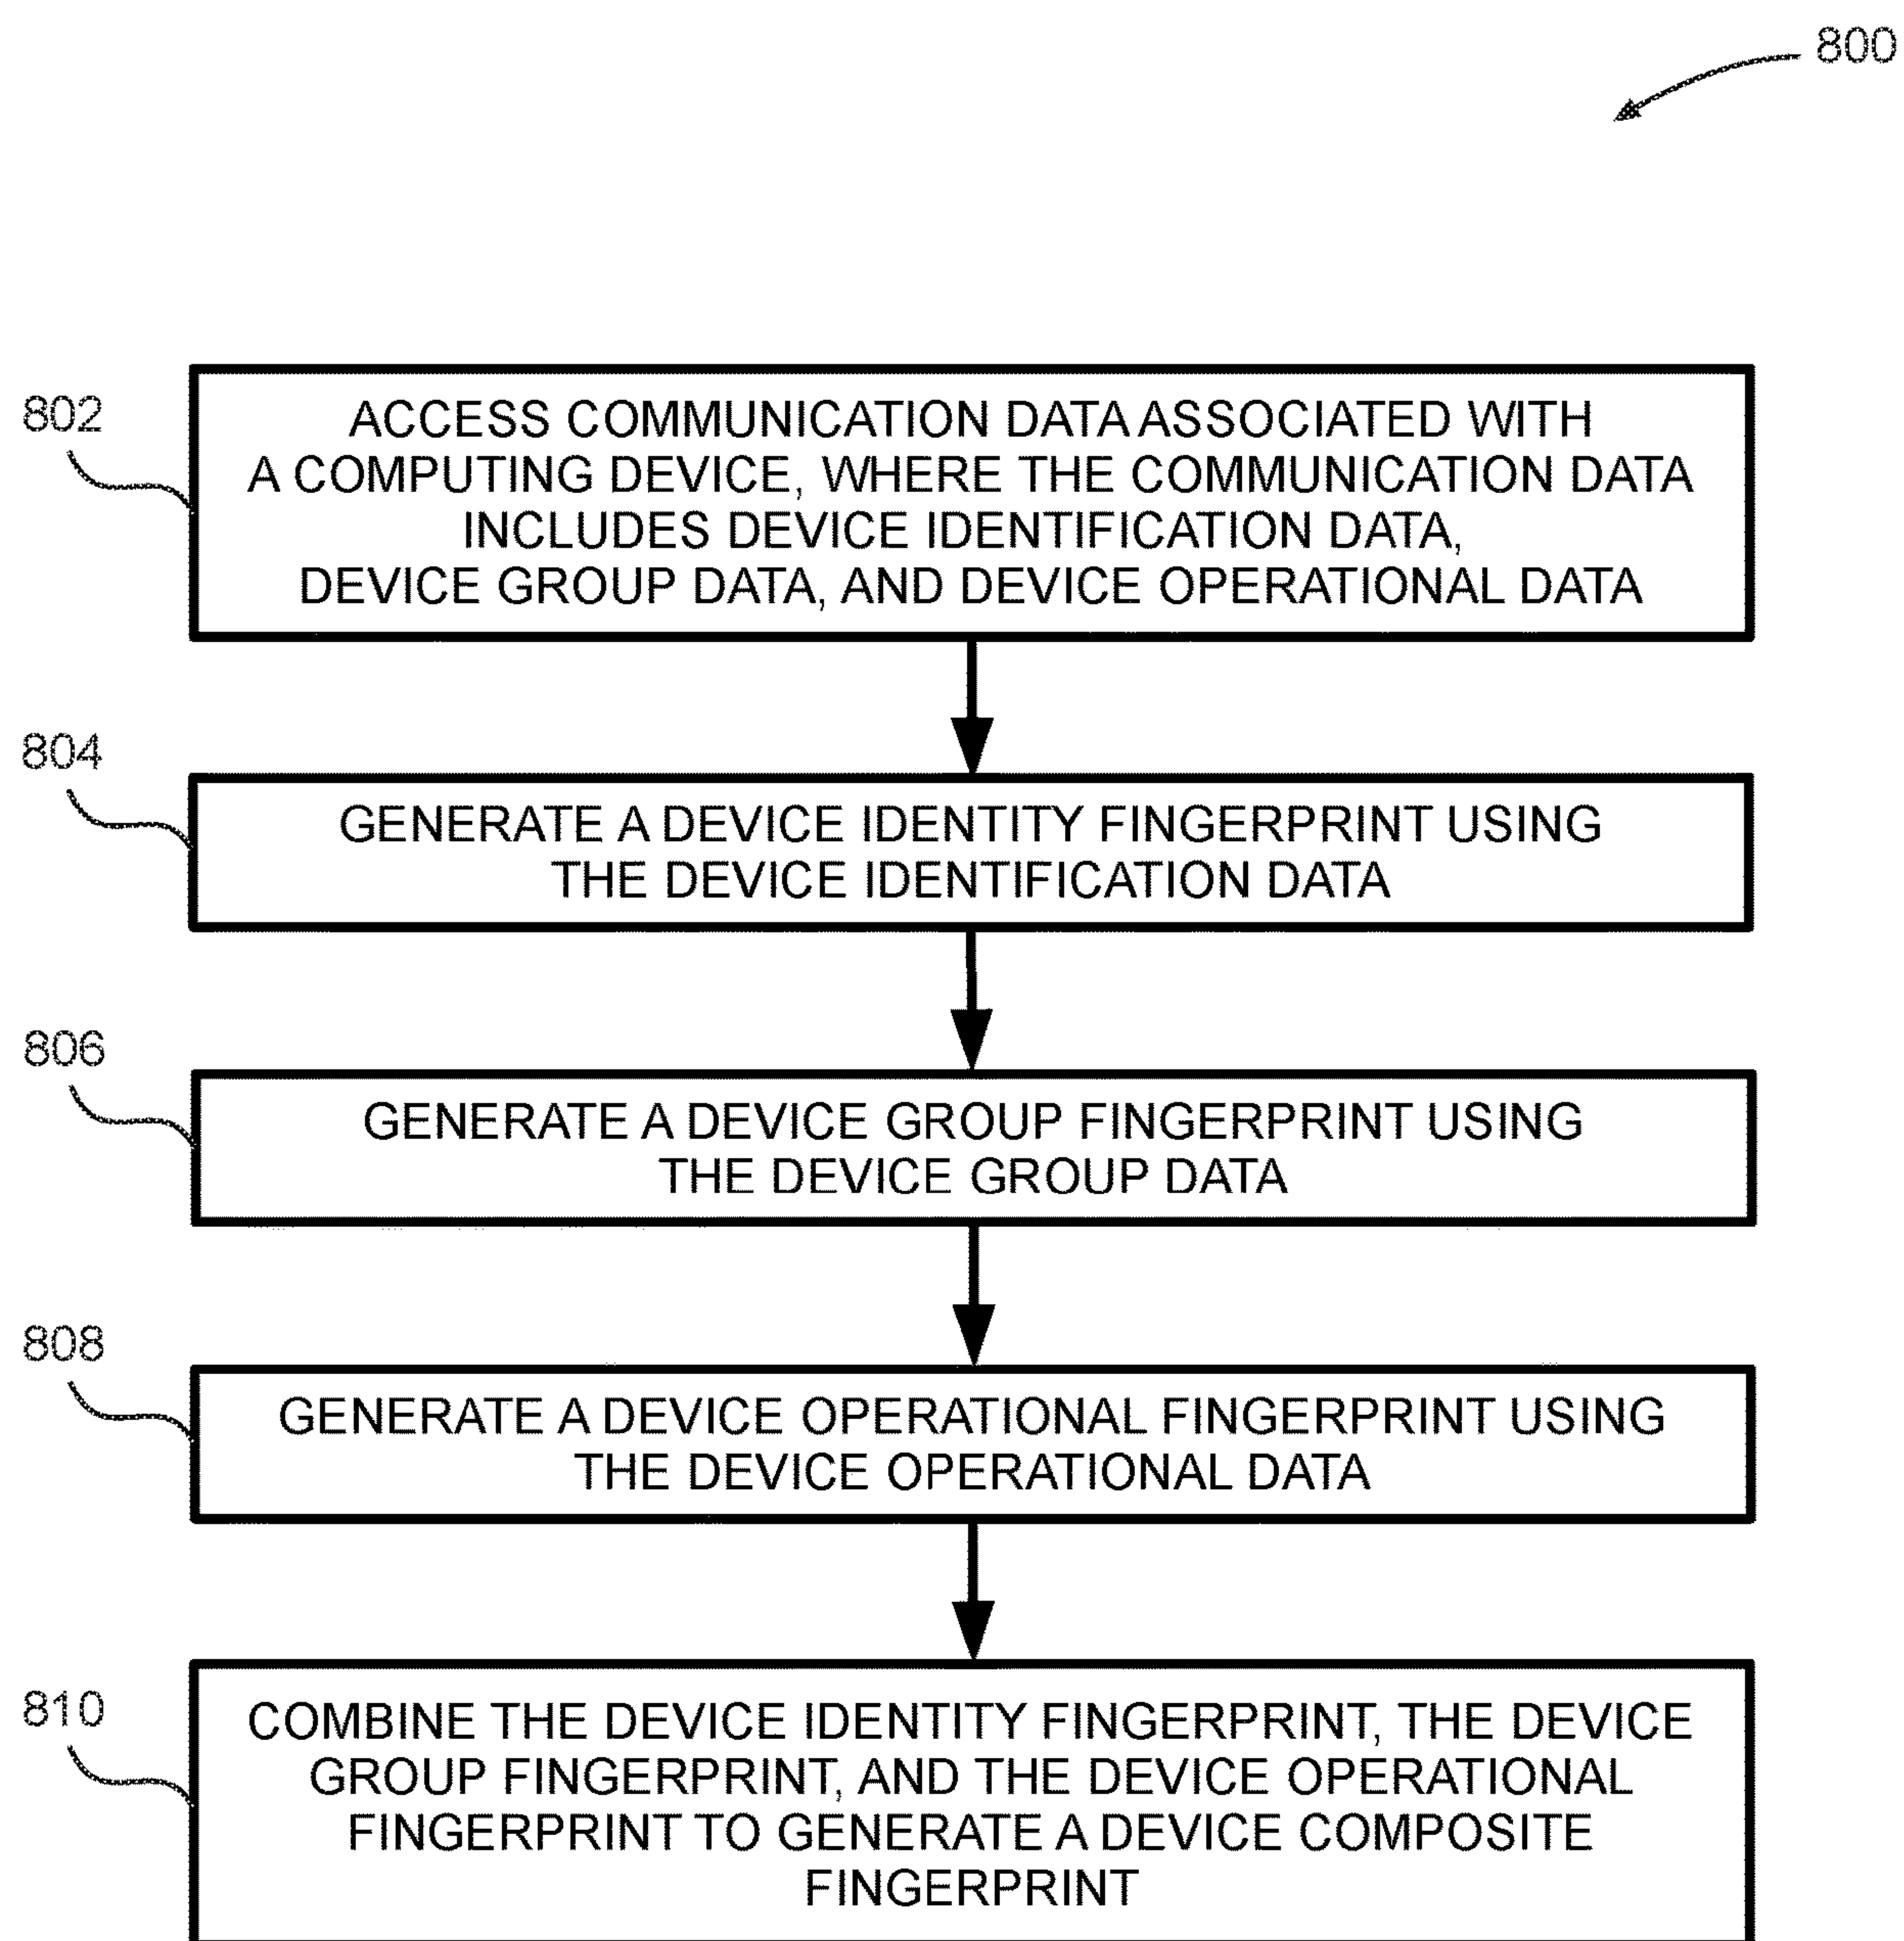 800
802
ACCESS COMMUNICATION DATA ASSOCIATED WITH
A COMPUTING DEVICE, WHERE THE COMMUNICATION DATA
INCLUDES DEVICE IDENTIFICATION DATA,
DEVICE GROUP DATA, AND DEVICE OPERATIONAL DATA
804
GENERATE A DEVICE IDENTITY FINGERPRINT USING
THE DEVICE IDENTIFICATION DATA
806
GENERATE A DEVICE GROUP FINGERPRINT USING
THE DEVICE GROUP DATA
808
GENERATE A DEVICE OPERATIONAL FINGERPRINT USING
THE DEVICE OPERATIONAL DATA
810
COMBINE THE DEVICE IDENTITY FINGERPRINT, THE DEVICE
GROUP FINGERPRINT, AND THE DEVICE OPERATIONAL
FINGERPRINT TO GENERATE A DEVICE COMPOSITE
FINGERPRINT